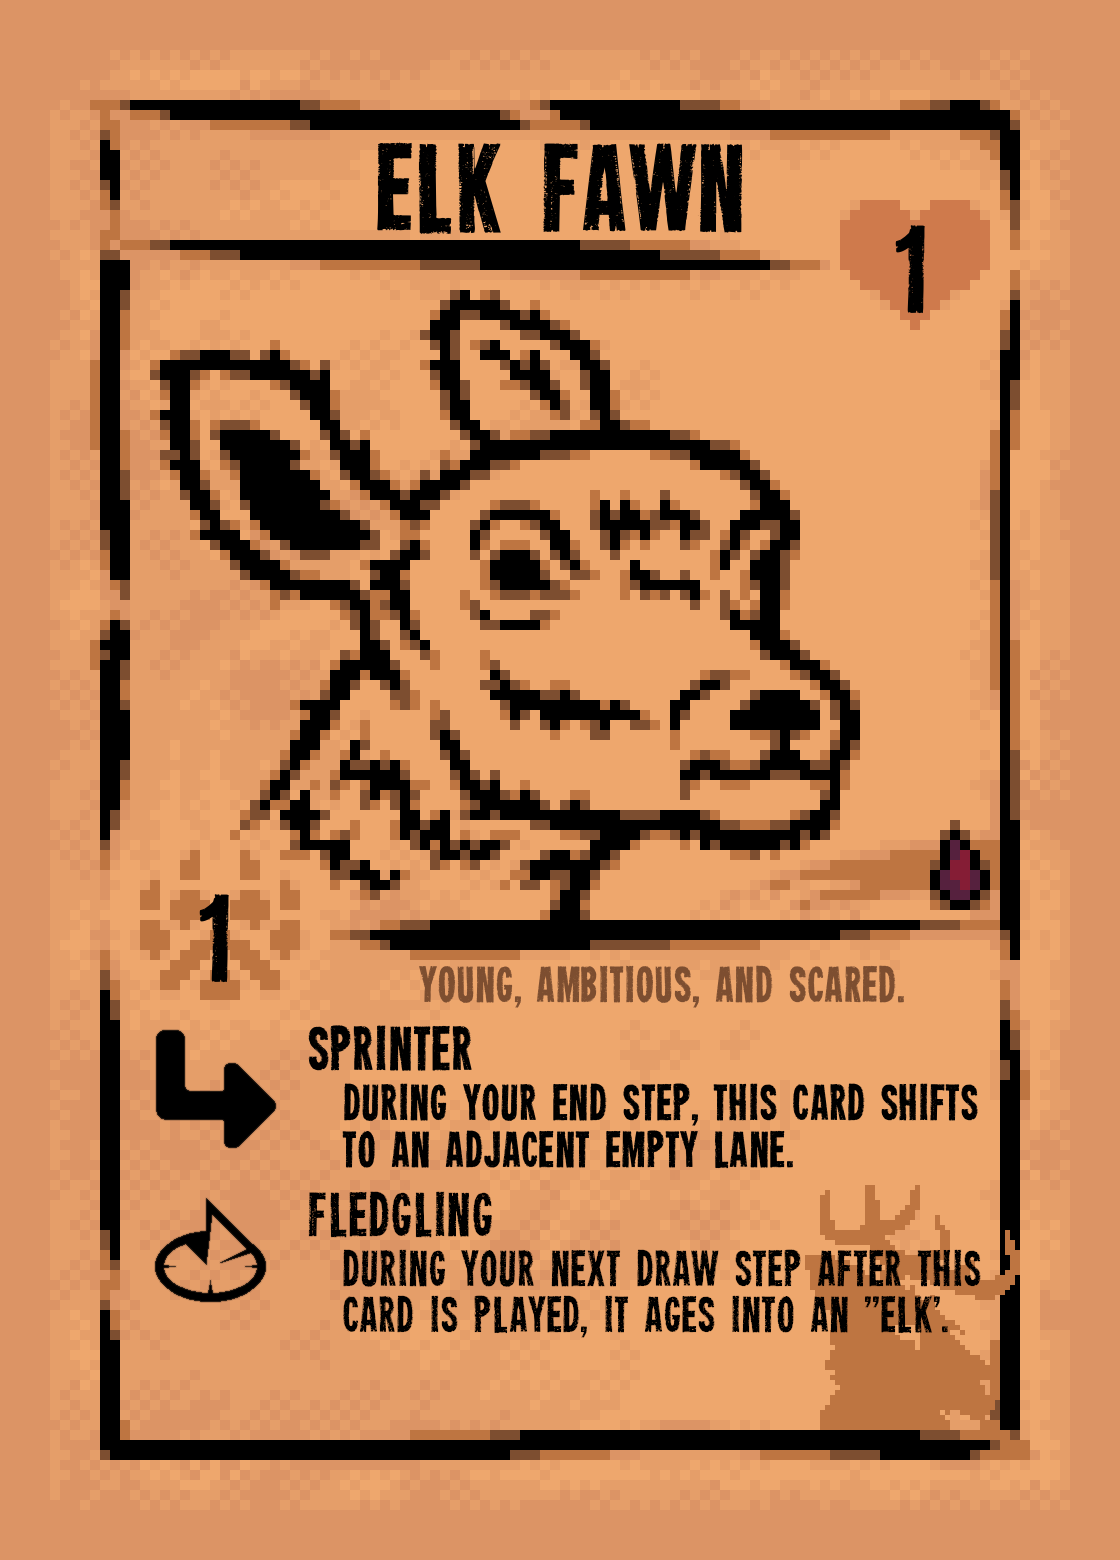 ELK FAWN
1
1
YOUNG, AMBITIOUS, AND SCARED.
SPRINTER
DURING YOUR END STEP, THIS CARD SHIFTS
TO AN ADJACENT EMPTY LANE.
FLEDGLING
DURING YOUR NEXT DRAW STEP AFTER THIS
CARD IS PLAYED, IT AGES INTO AN "ELK'.